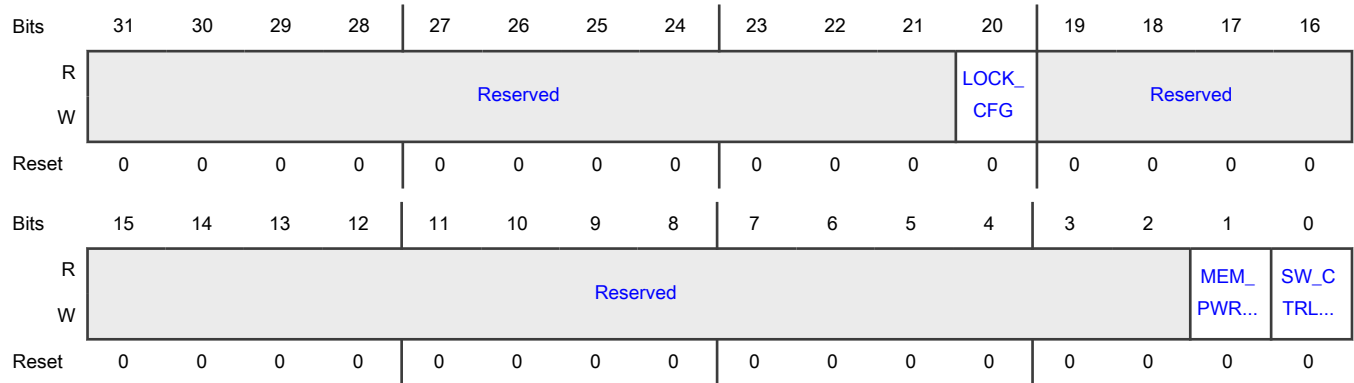 Bits 31 30 29 28 27 26 25 24 23 22 21 20 19 18 17 16
R
Reserved LOCK_ Reserved
CFG
W
Reset 0 0 0 0 0 0 0 0 0 0 0 0 0 0 0 0
Bits 15 14 13 12 11 10 9 8 7 6 5 4 3 2 1 0
R
Reserved MEM_ SW_C
PWR... TRL...
W
Reset 0 0 0 0 0 0 0 0 0 0 0 0 0 0 0 0